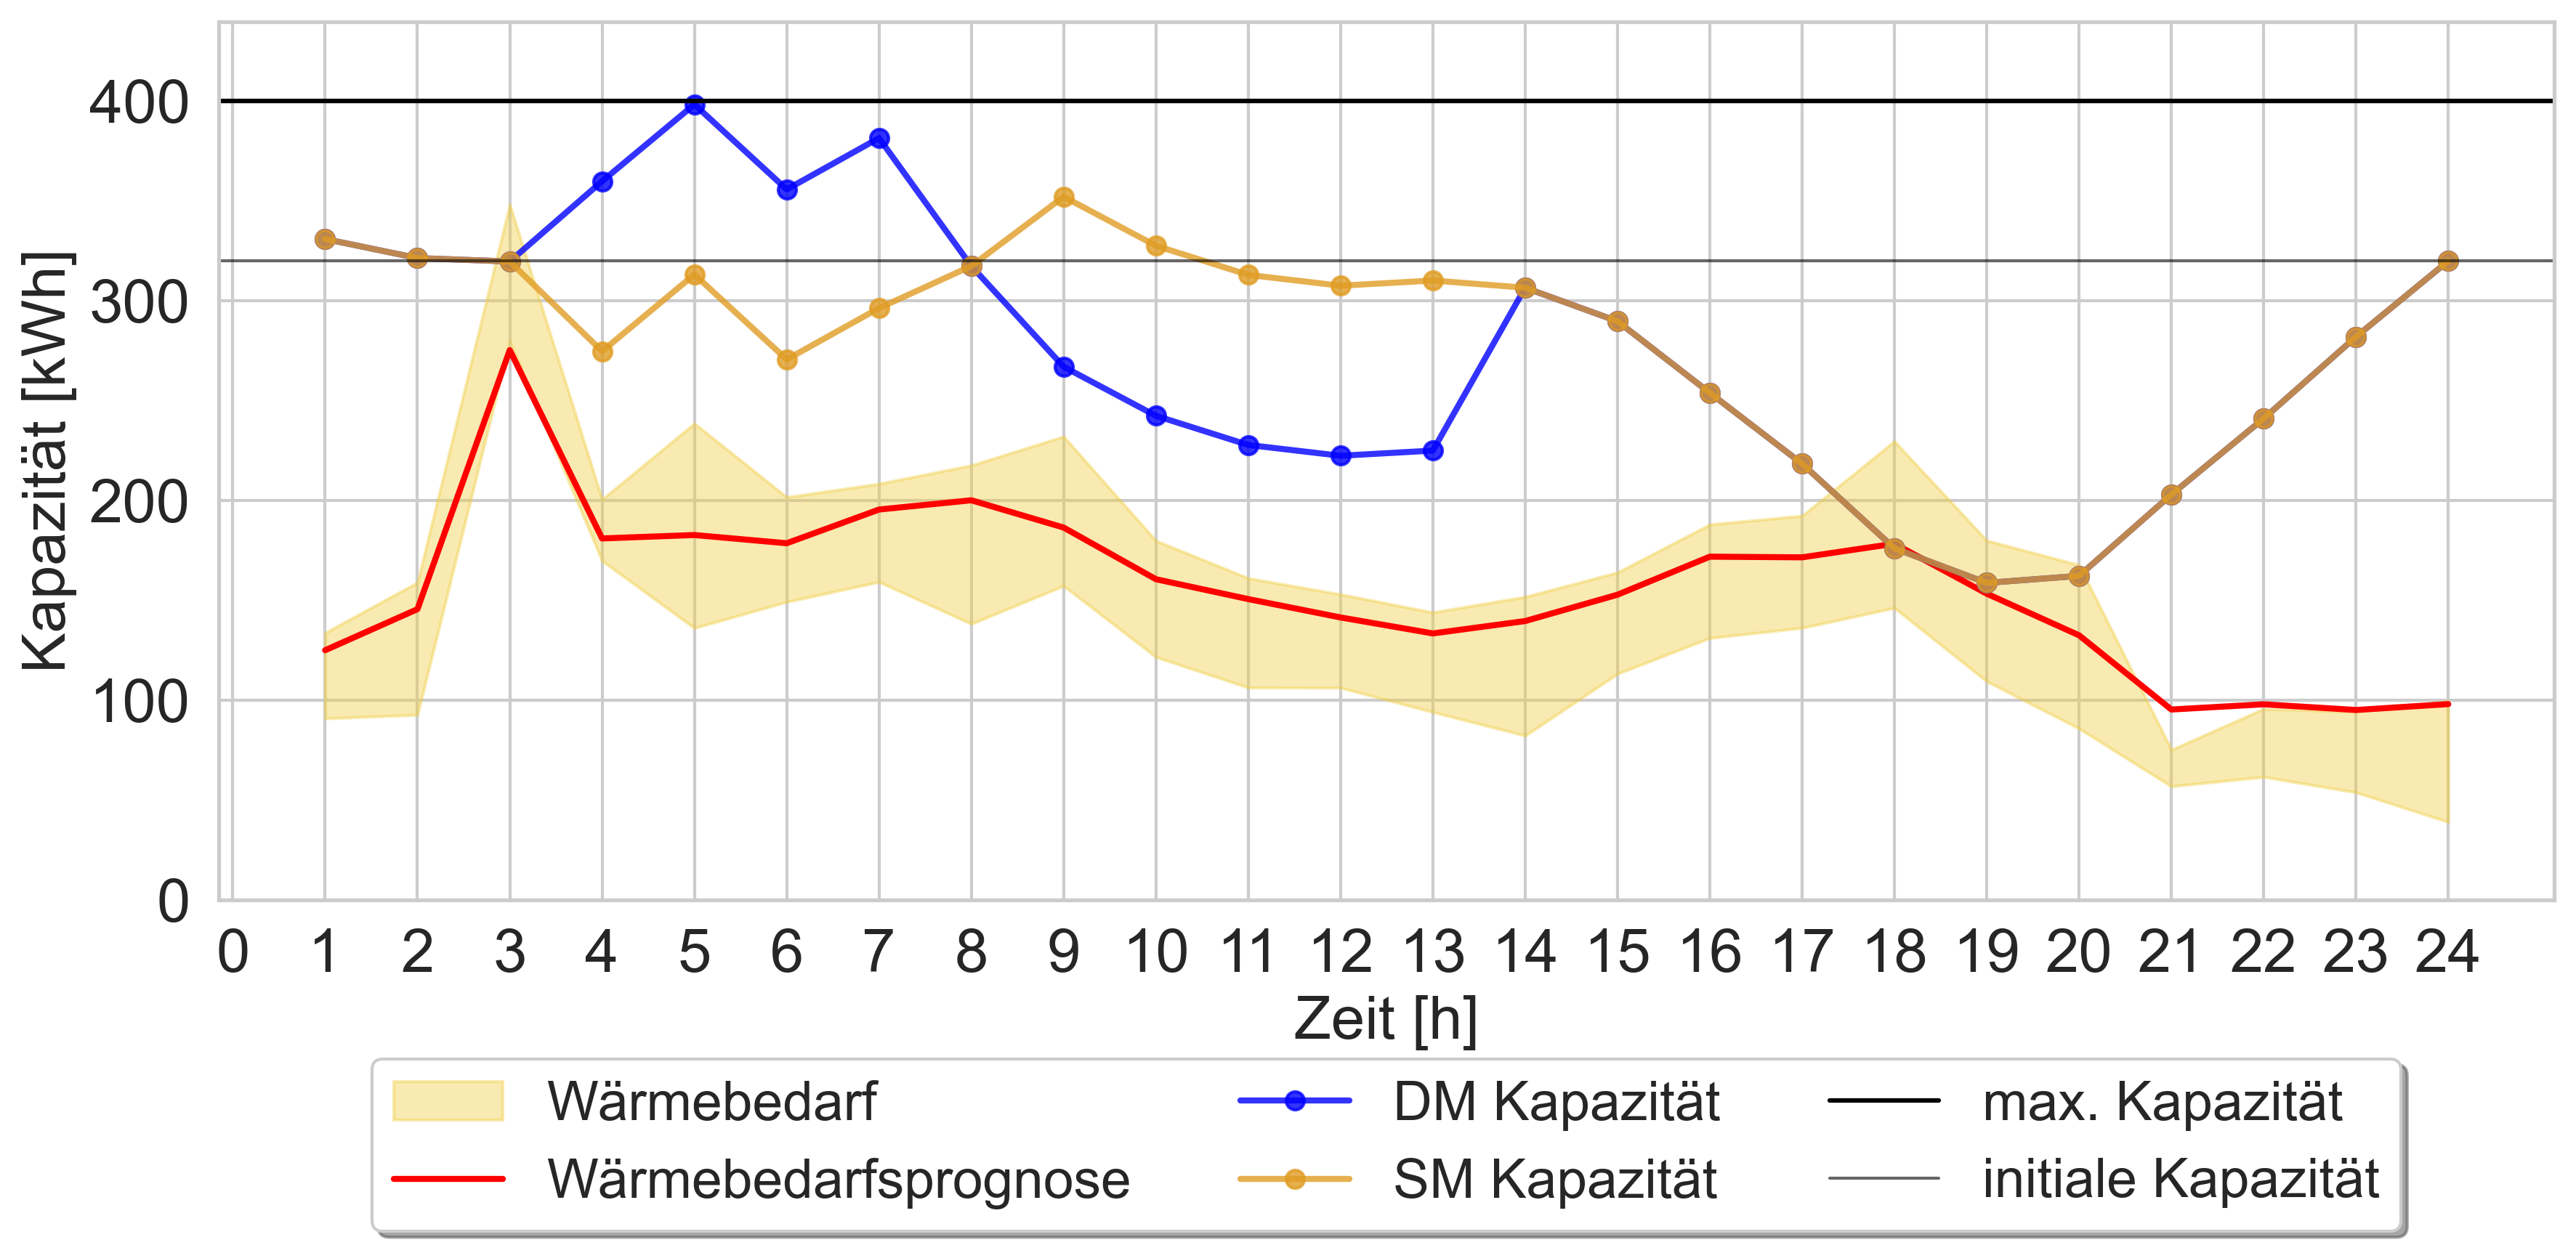 Kapazität [kWh]
400
300
200
100
0
0 1 2 3 4 5 6 7 8 9 10 11 12 13 14 15 16 17 18 19 20 21 22 23 24
Zeit [h]
Wärmebedarf DM Kapazität max. Kapazität
Wärmebedarfsprognose SM Kapazität initiale Kapazität